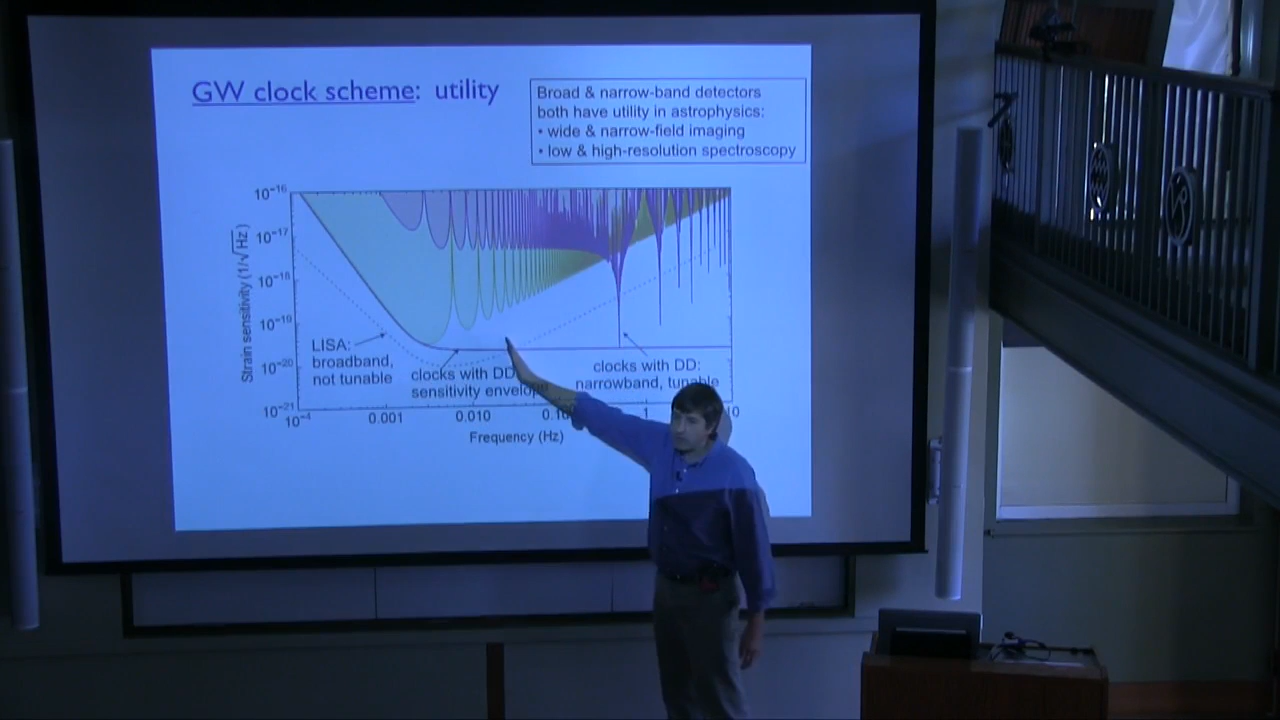 GW clock scheme: utility
Broad & narrow-band detectors
both have utility in astrophysics:
• wide & narrow-field imaging
• low & high-resolution spectroscopy
Strain sensitivity (1/√Hz)
10⁻¹⁶
10⁻¹⁷
10⁻¹⁸
10⁻¹⁹
10⁻²⁰
10⁻²¹
LISA:
broadband,
not tunable
clocks with DD
sensitivity envelope
clocks with DD:
narrowband, tunable
10⁻⁴
0.001
0.010
0.10
1
10
Frequency (Hz)